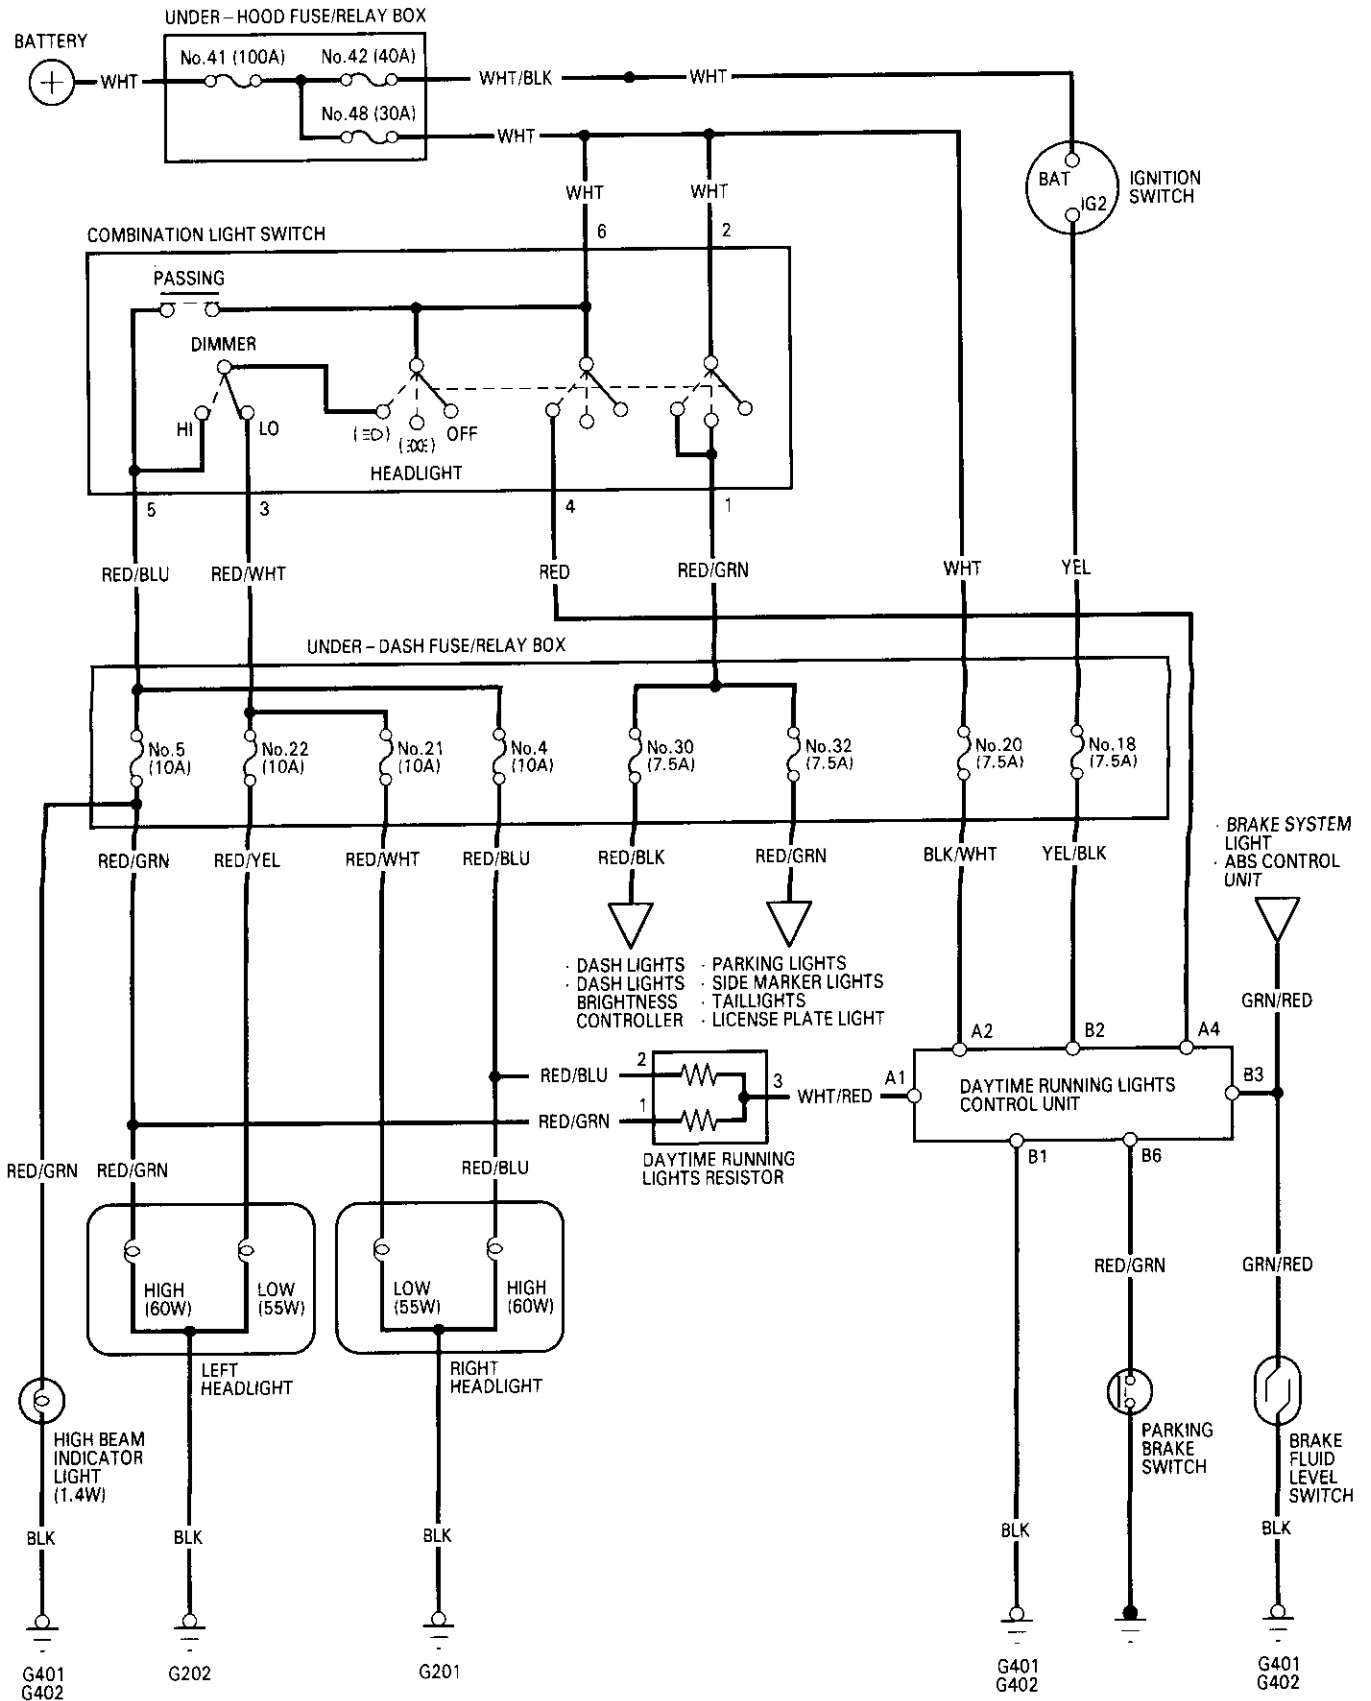 UNDER – HOOD FUSE/RELAY BOX
BATTERY
No.41 (100A)
No.42 (40A)
+
WHT
WHT/BLK
WHT
No.48 (30A)
WHT
BAT
IGNITION
SWITCH
WHT
WHT
IG2
COMBINATION LIGHT SWITCH
6
2
PASSING
DIMMER
HI
LO
OFF
HEADLIGHT
5
3
4
1
RED/BLU
RED/WHT
RED
RED/GRN
WHT
YEL
UNDER – DASH FUSE/RELAY BOX
No.5
(10A)
No.22
(10A)
No.21
(10A)
No.4
(10A)
No.30
(7.5A)
No.32
(7.5A)
No.20
(7.5A)
No.18
(7.5A)
· BRAKE SYSTEM
LIGHT
· ABS CONTROL
UNIT
RED/GRN
RED/YEL
RED/WHT
RED/BLU
RED/BLK
RED/GRN
BLK/WHT
YEL/BLK
· DASH LIGHTS
· DASH LIGHTS
BRIGHTNESS
CONTROLLER
· PARKING LIGHTS
· SIDE MARKER LIGHTS
· TAILLIGHTS
· LICENSE PLATE LIGHT
GRN/RED
A2
B2
A4
RED/BLU
2
3
WHT/RED
A1
DAYTIME RUNNING LIGHTS
CONTROL UNIT
B3
RED/GRN
1
DAYTIME RUNNING
LIGHTS RESISTOR
B1
B6
RED/GRN
RED/GRN
RED/BLU
HIGH
(60W)
LOW
(55W)
LOW
(55W)
HIGH
(60W)
RED/GRN
GRN/RED
LEFT
HEADLIGHT
RIGHT
HEADLIGHT
HIGH BEAM
INDICATOR
LIGHT
(1.4W)
PARKING
BRAKE
SWITCH
BRAKE
FLUID
LEVEL
SWITCH
BLK
BLK
BLK
BLK
BLK
G401
G402
G202
G201
G401
G402
G401
G402